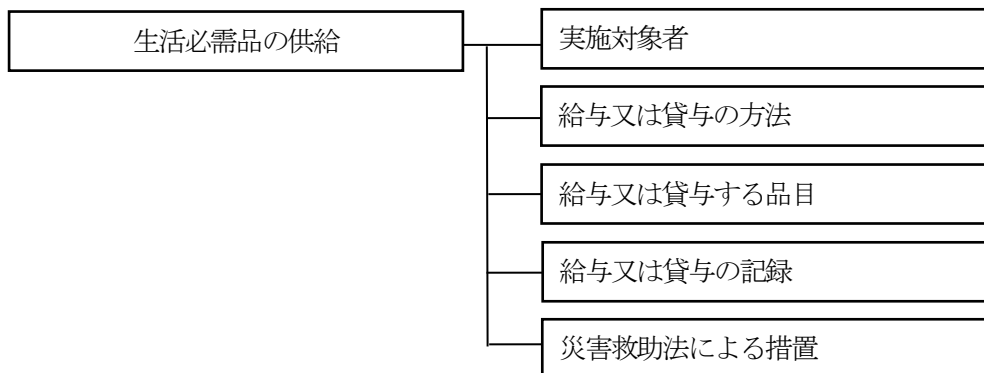 生活必需品の供給
実施対象者
給与又は貸与の方法
給与又は貸与する品目
給与又は貸与の記録
災害救助法による措置